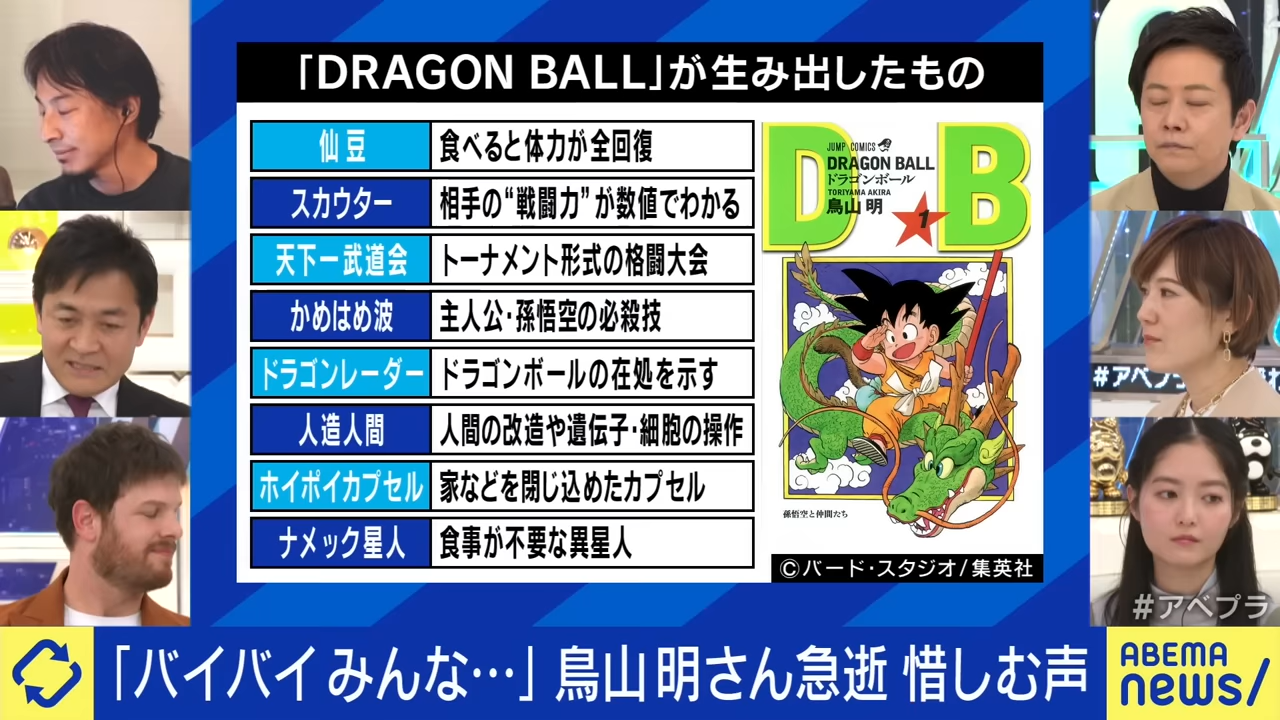 「DRAGON BALL」が生み出したもの
仙豆 食べると体力が全回復
スカウター 相手の“戦闘力”が数値でわかる
天下一武道会 トーナメント形式の格闘大会
かめはめ波 主人公・孫悟空の必殺技
ドラゴンレーダー ドラゴンボールの在処を示す
人造人間 人間の改造や遺伝子・細胞の操作
ホイポイカプセル 家などを閉じ込めたカプセル
ナメック星人 食事が不要な異星人
DB
JUMP COMICS
DRAGON BALL
ドラゴンボール
TORIYAMA AKIRA
鳥山明
1
孫悟空と仲間たち
©バード・スタジオ/集英社
#アベプラ
#アベプラ
「バイバイ みんな…」鳥山明さん急逝 惜しむ声
ABEMA
news/